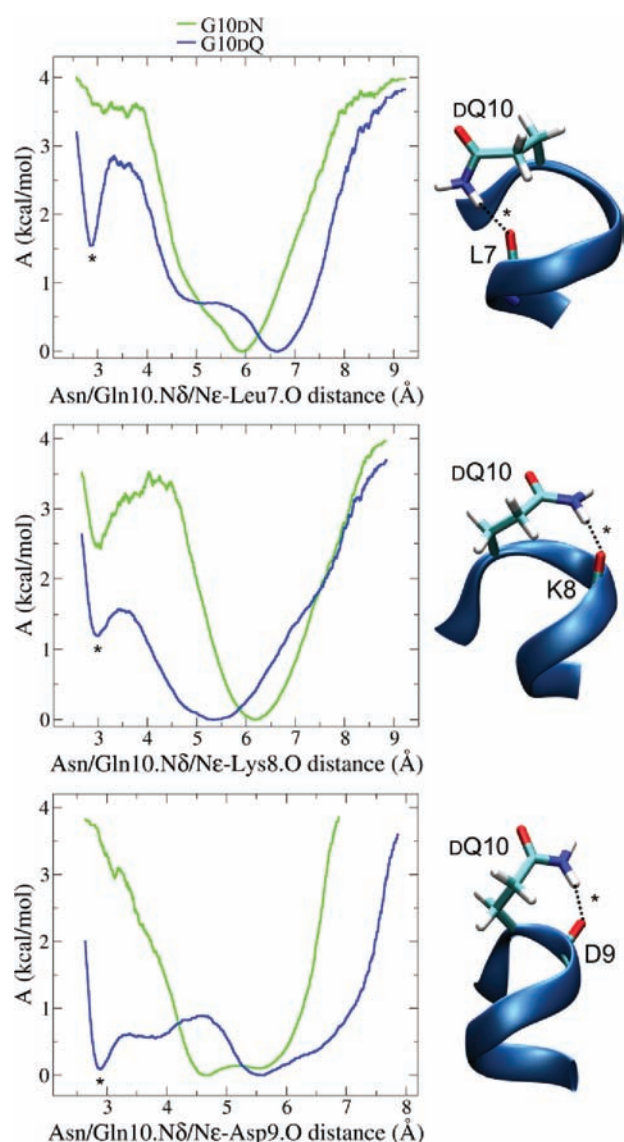 G10DN
G10DQ
4
3
2
1
0
A (kcal/mol)
3 4 5 6 7 8 9
Asn/Gln10.Nδ/Nε-Leu7.O distance (Å)
*
DQ10
*
L7
4
3
2
1
0
A (kcal/mol)
3 4 5 6 7 8 9
Asn/Gln10.Nδ/Nε-Lys8.O distance (Å)
*
DQ10
*
K8
4
3
2
1
0
A (kcal/mol)
3 4 5 6 7 8
Asn/Gln10.Nδ/Nε-Asp9.O distance (Å)
*
DQ10
*
D9